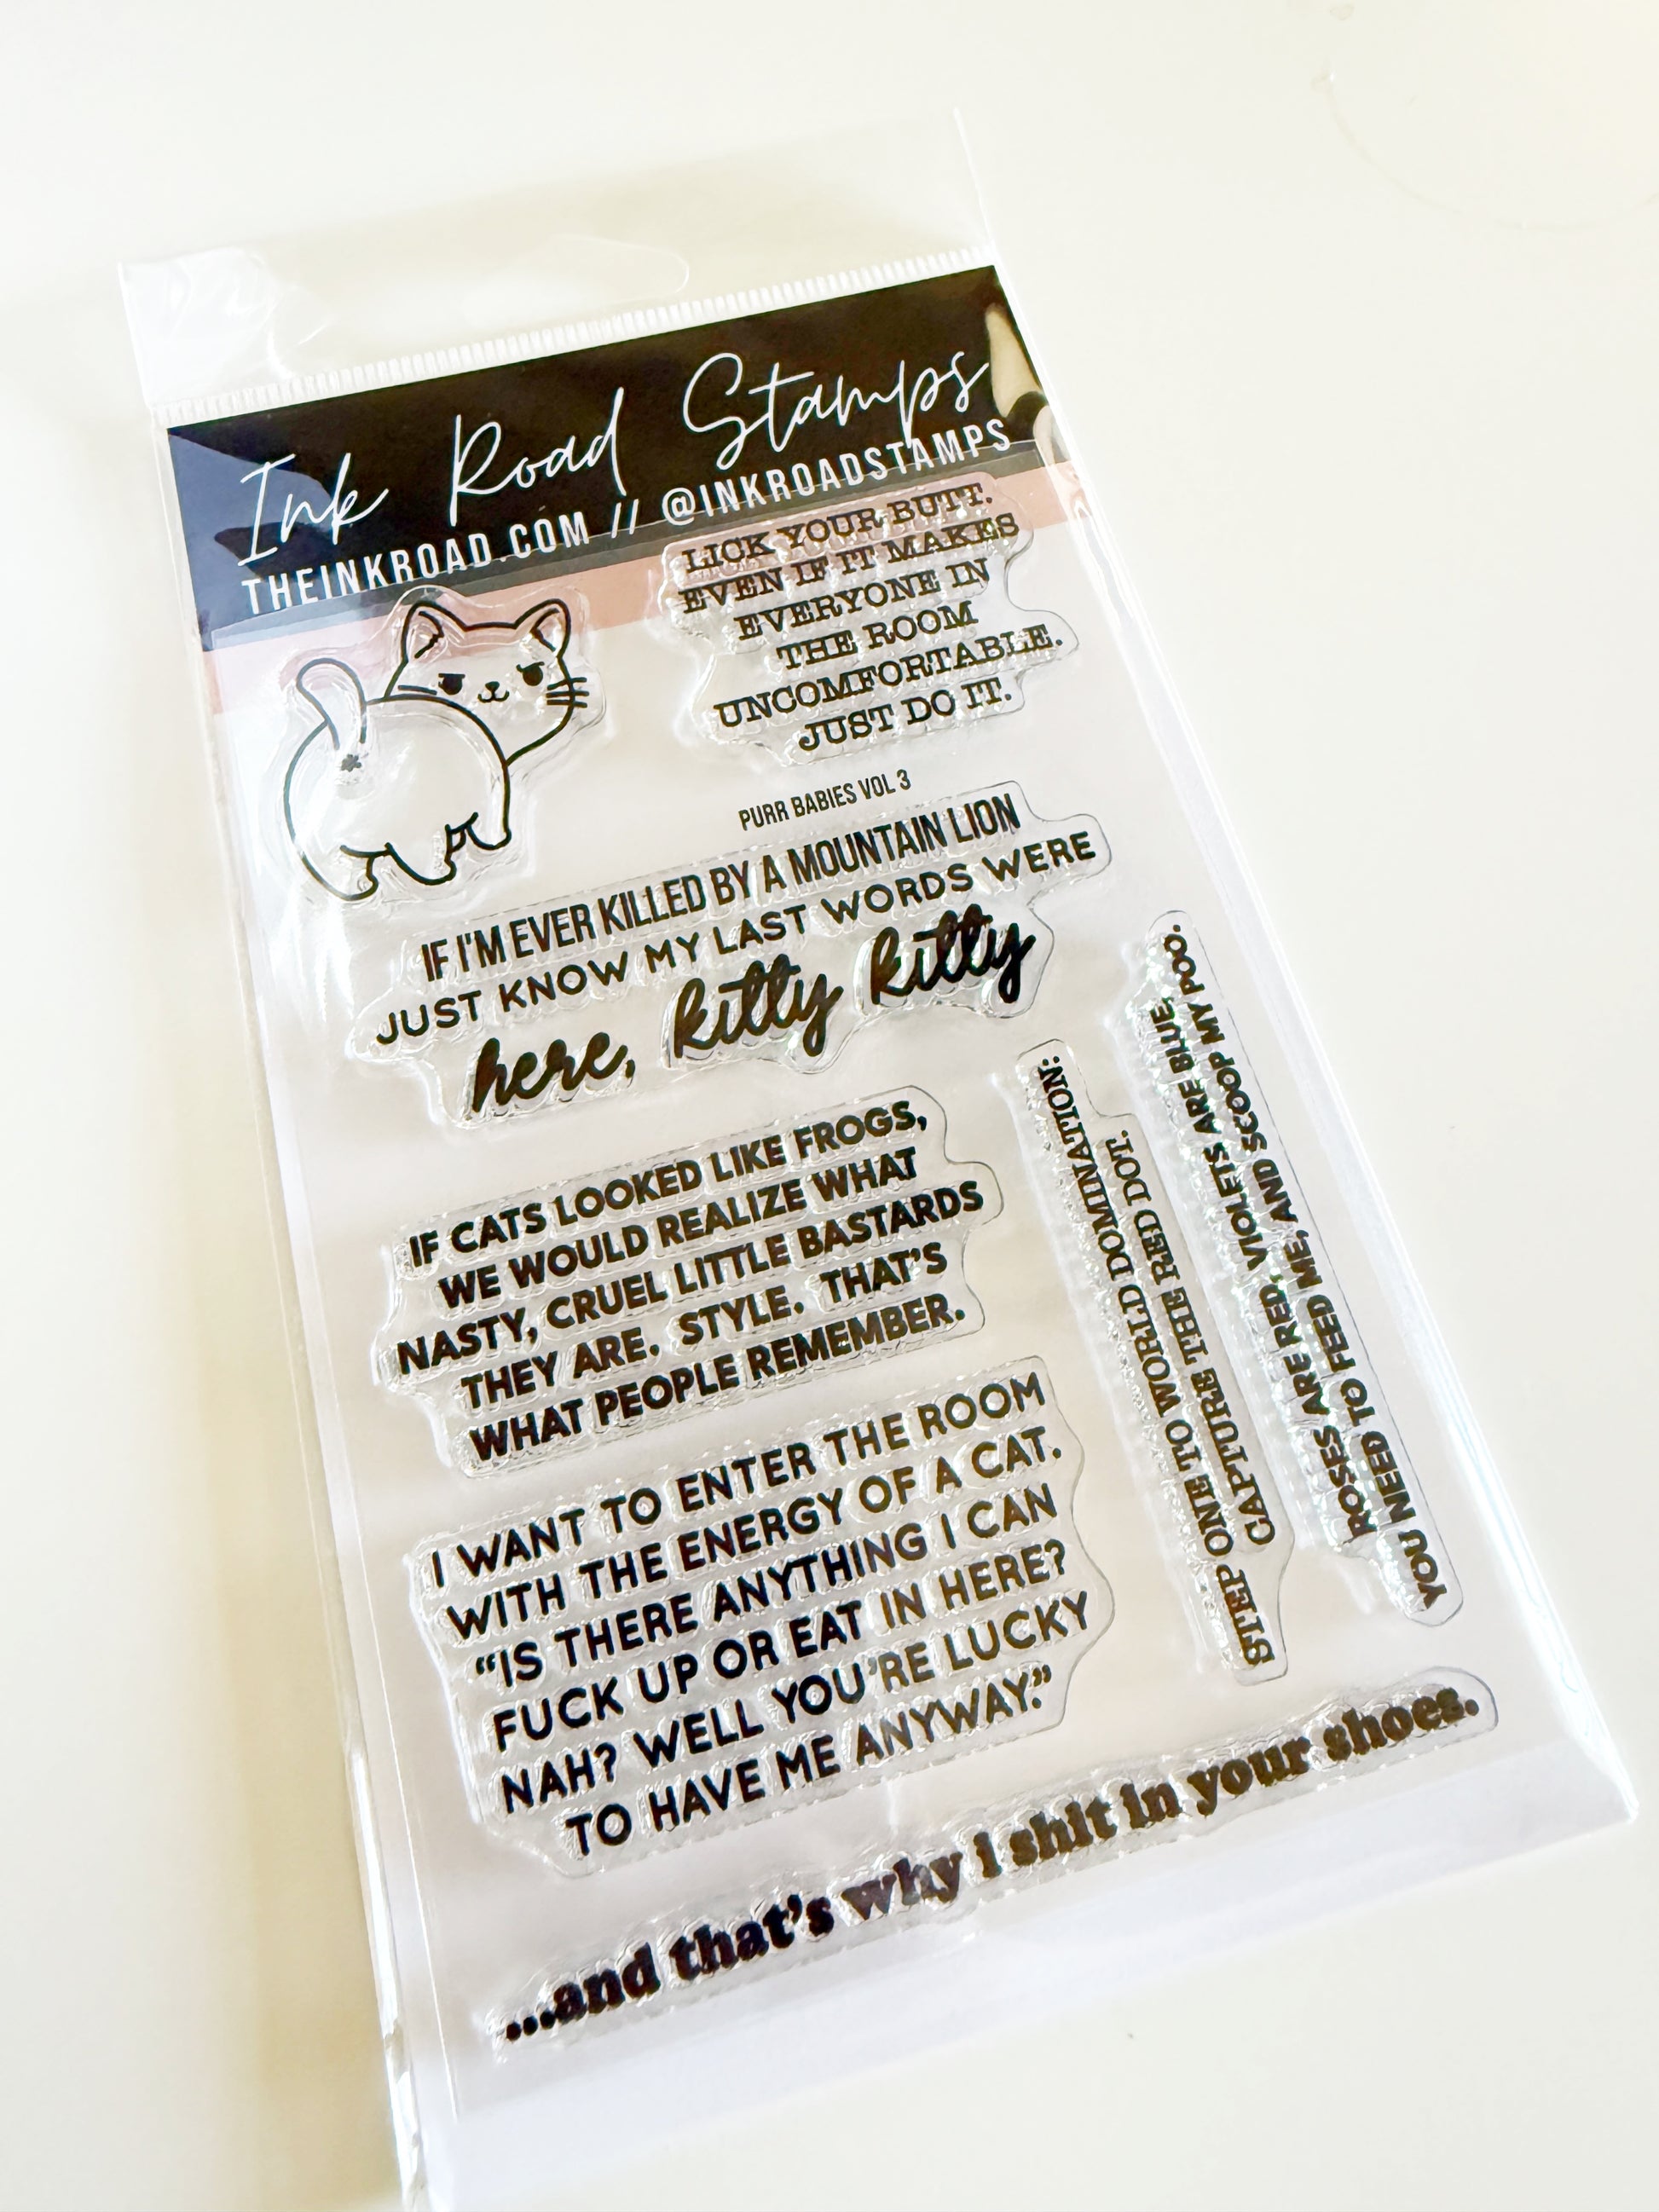 Ink Road Stamps
THEINKROAD.COM // @INKROADSTAMPS
LICK YOUR BUTT.
EVEN IF IT MAKES
EVERYONE IN
THE ROOM
UNCOMFORTABLE.
JUST DO IT.
PURR BABIES VOL 3
IF I'M EVER KILLED BY A MOUNTAIN LION
JUST KNOW MY LAST WORDS WERE
here, kitty kitty
IF CATS LOOKED LIKE FROGS,
WE WOULD REALIZE WHAT
NASTY, CRUEL LITTLE BASTARDS
THEY ARE. STYLE. THAT'S
WHAT PEOPLE REMEMBER.
STEP ONE TO WORLD DOMINATION:
CAPTURE THE RED DOT.
ROSES ARE RED, VIOLETS ARE BLUE,
YOU NEED TO FEED ME, AND SCOOP MY POO.
I WANT TO ENTER THE ROOM
WITH THE ENERGY OF A CAT.
“IS THERE ANYTHING I CAN
FUCK UP OR EAT IN HERE?
NAH? WELL YOU'RE LUCKY
TO HAVE ME ANYWAY.”
...and that's why I shit in your shoes.